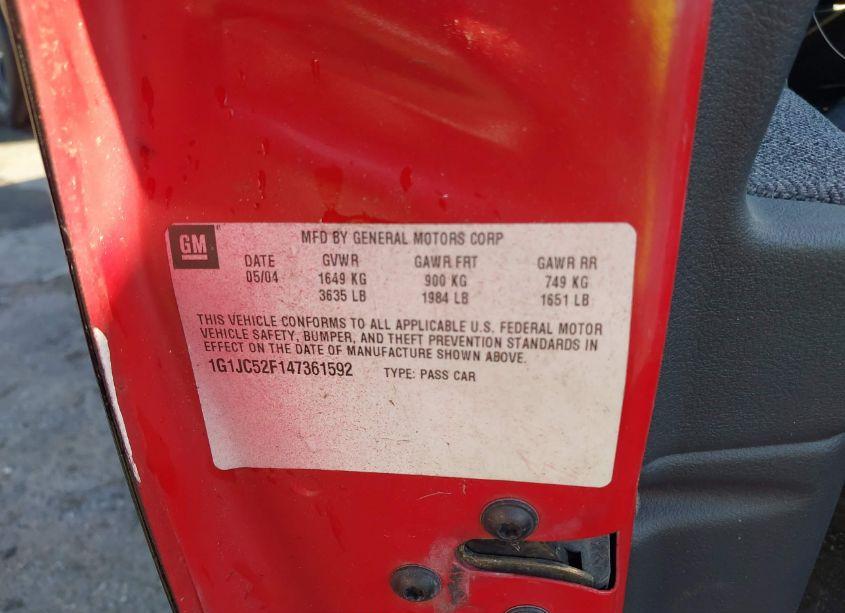 GM
MFD BY GENERAL MOTORS CORP
DATE GVWR GAWR FRT GAWR RR
05/04 1649 KG 900 KG 749 KG
3635 LB 1984 LB 1651 LB
THIS VEHICLE CONFORMS TO ALL APPLICABLE U.S. FEDERAL MOTOR
VEHICLE SAFETY, BUMPER, AND THEFT PREVENTION STANDARDS IN
EFFECT ON THE DATE OF MANUFACTURE SHOWN ABOVE.
1G1JC52F147361592 TYPE: PASS CAR